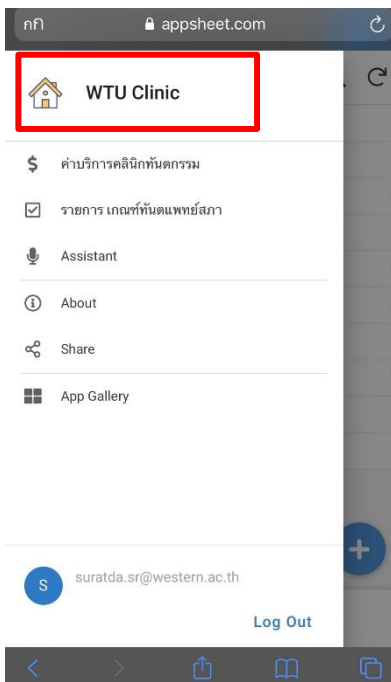 กกิ appsheet.com
WTU Clinic
$ ค่าบริการคลินิกทันตกรรม
รายการ เกณฑ์ทันตแพทย์สภา
Assistant
About
Share
App Gallery
S suratda.sr@western.ac.th
Log Out